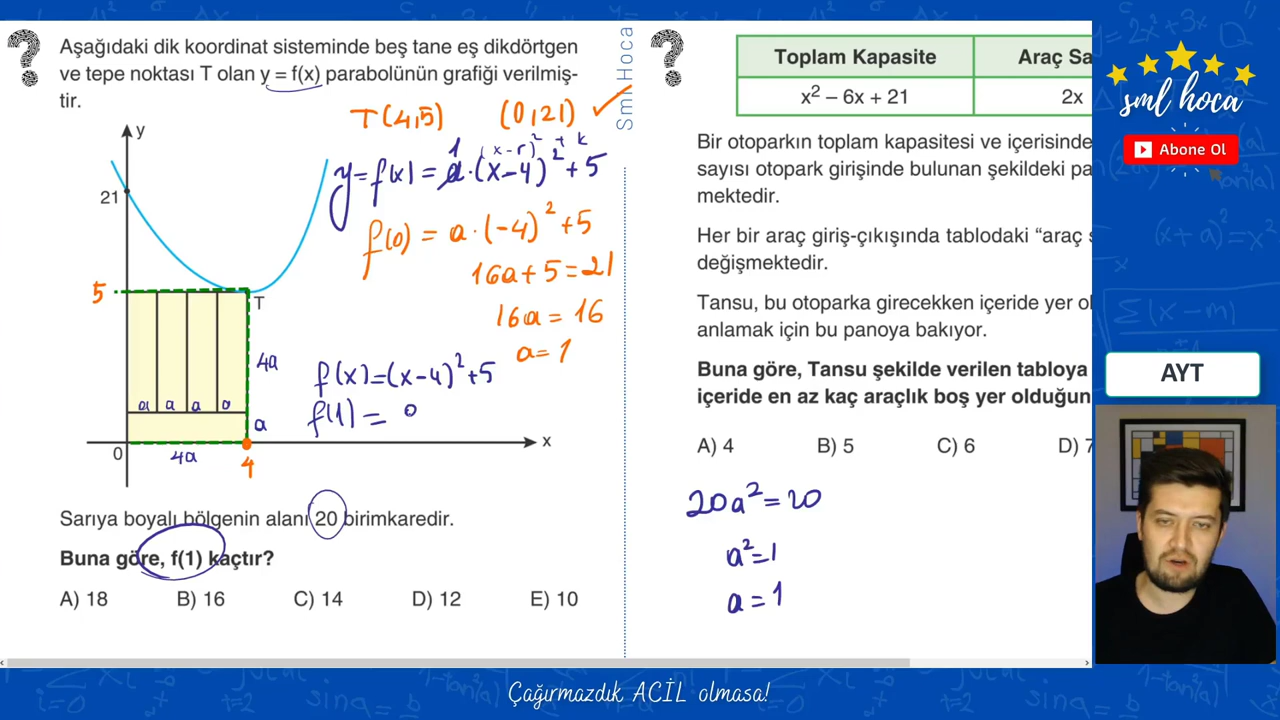 Aşağıdaki dik koordinat sisteminde beş tane eş dikdörtgen
ve tepe noktası T olan y = f(x) parabolünün grafiği verilmiş-
tir.
T(4,5) (0,21)
(x-r)² + k
1
y=f(x) = a·(x-4)²+5
f(0) = a·(-4)²+5
16a+5=21
16a = 16
a= 1
y
21
5
T
4a
a a a a
a
0
4a
4
x
f(x)=(x-4)²+5
f(1) =
Sarıya boyalı bölgenin alanı 20 birimkaredir.
Buna göre, f(1) kaçtır?
A) 18 B) 16 C) 14 D) 12 E) 10
Sml Hoca
Toplam Kapasite Araç Sa
x² – 6x + 21 2x
Bir otoparkın toplam kapasitesi ve içerisinde
sayısı otopark girişinde bulunan şekildeki pa
mektedir.
Her bir araç giriş-çıkışında tablodaki “araç s
değişmektedir.
Tansu, bu otoparka girecekken içeride yer ol
anlamak için bu panoya bakıyor.
Buna göre, Tansu şekilde verilen tabloya
içeride en az kaç araçlık boş yer olduğun
A) 4 B) 5 C) 6 D) 7
20a²=20
a²=1
a = 1
sml hoca
Abone Ol
AYT
Çağırmazdık ACİL olmasa!